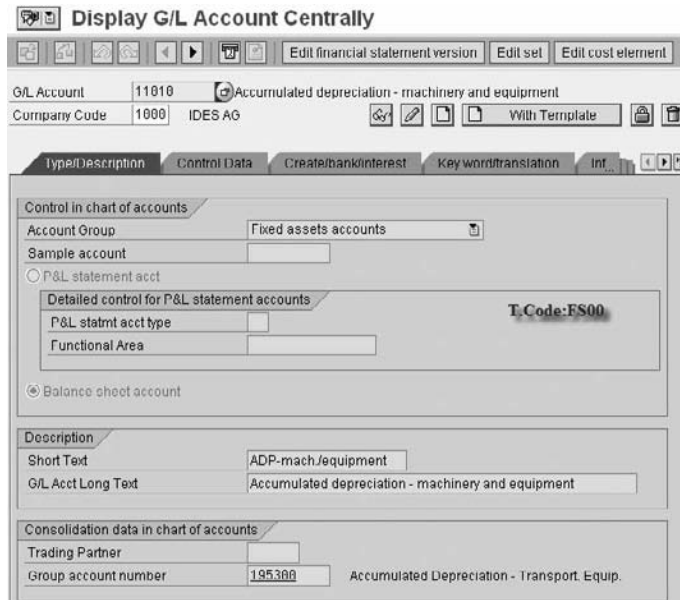 Display G/L Account Centrally
Edit financial statement version Edit set Edit cost element
G/L Account 11010 Accumulated depreciation - machinery and equipment
Company Code 1000 IDES AG With Template
Type/Description Control Data Create/bank/interest Key word/translation Inf...
Control in chart of accounts
Account Group Fixed assets accounts
Sample account
P&L statement acct
Detailed control for P&L statement accounts
P&L statmt acct type
T.Code:FS00
Functional Area
Balance sheet account
Description
Short Text ADP-mach./equipment
G/L Acct Long Text Accumulated depreciation - machinery and equipment
Consolidation data in chart of accounts
Trading Partner
Group account number 195300 Accumulated Depreciation - Transport. Equip.